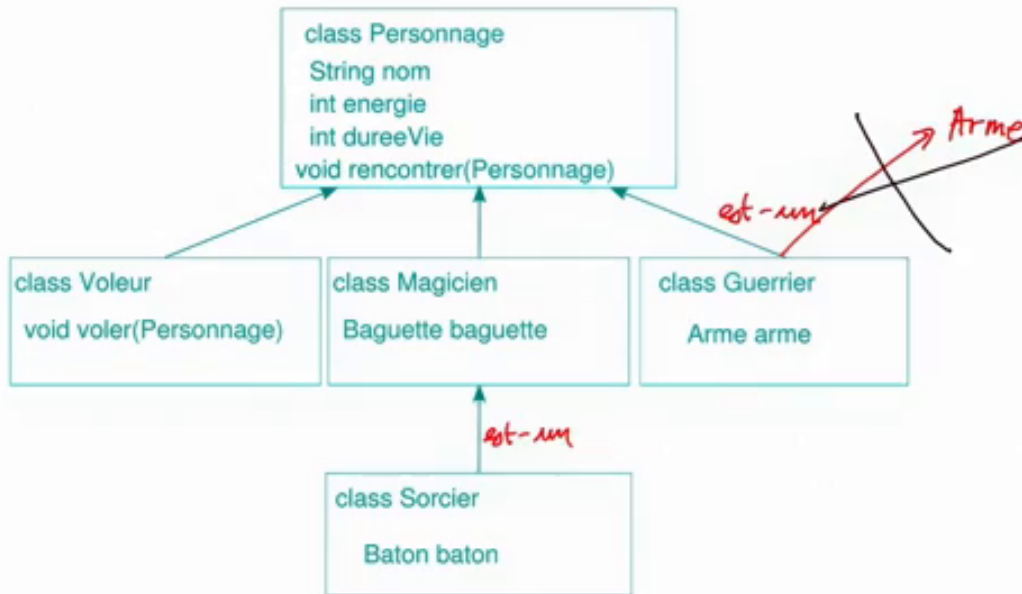 class Personnage
String nom
int energie
int dureeVie
void rencontrer(Personnage)
Arme
est-un
class Voleur
void voler(Personnage)
class Magicien
Baguette baguette
class Guerrier
Arme arme
est-un
class Sorcier
Baton baton